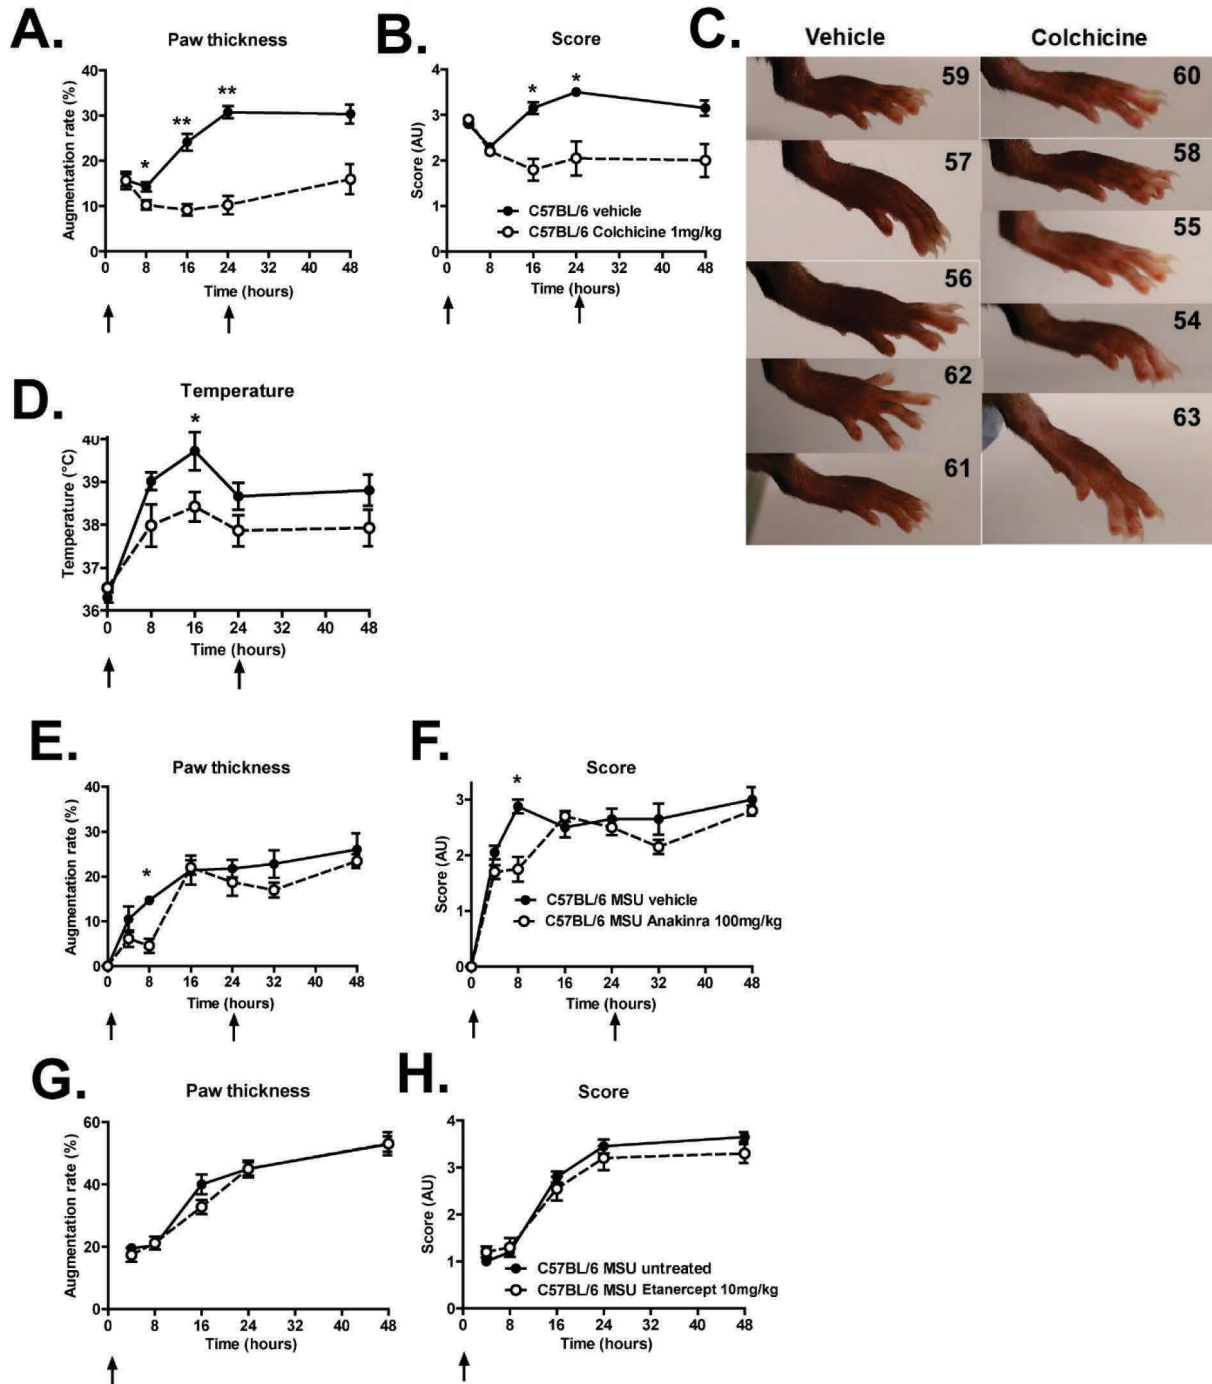 A.
Paw thickness
Augmentation rate (%)
40
30
20
10
0
*
**
**
0 8 16 24 32 40 48
Time (hours)
B.
Score
Score (AU)
4
3
2
1
0
*
*
C57BL/6 vehicle
C57BL/6 Colchicine 1mg/kg
0 8 16 24 32 40 48
Time (hours)
C.
Vehicle
Colchicine
59
57
56
62
61
60
58
55
54
63
D.
Temperature
Temperature (°C)
40
39
38
37
36
*
0 8 16 24 32 40 48
Time (hours)
E.
Paw thickness
Augmentation rate (%)
40
30
20
10
0
*
0 8 16 24 32 40 48
Time (hours)
F.
Score
Score (AU)
3
2
1
0
*
C57BL/6 MSU vehicle
C57BL/6 MSU Anakinra 100mg/kg
0 8 16 24 32 40 48
Time (hours)
G.
Paw thickness
Augmentation rate (%)
60
40
20
0
0 8 16 24 32 40 48
Time (hours)
H.
Score
Score (AU)
4
3
2
1
0
C57BL/6 MSU untreated
C57BL/6 MSU Etanercept 10mg/kg
0 8 16 24 32 40 48
Time (hours)